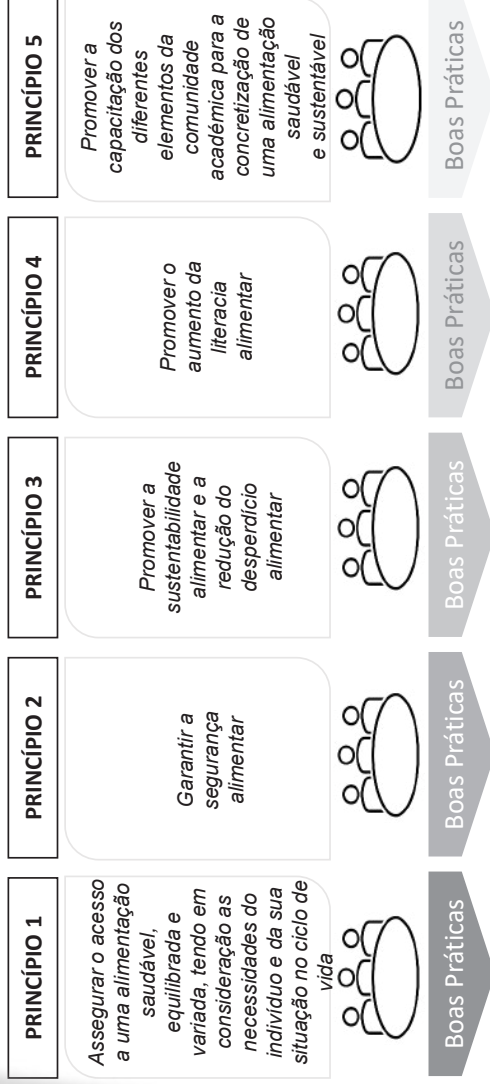 PRINCÍPIO 1
Assegurar o acesso
a uma alimentação
saudável,
equilibrada e
variada, tendo em
consideração as
necessidades do
indivíduo e da sua
situação no ciclo de
vida
Boas Práticas
PRINCÍPIO 2
Garantir a
segurança
alimentar
Boas Práticas
PRINCÍPIO 3
Promover a
sustentabilidade
alimentar e a
redução do
desperdício
alimentar
Boas Práticas
PRINCÍPIO 4
Promover o
aumento da
literacia
alimentar
Boas Práticas
PRINCÍPIO 5
Promover a
capacitação dos
diferentes
elementos da
comunidade
académica para a
concretização de
uma alimentação
saudável
e sustentável
Boas Práticas